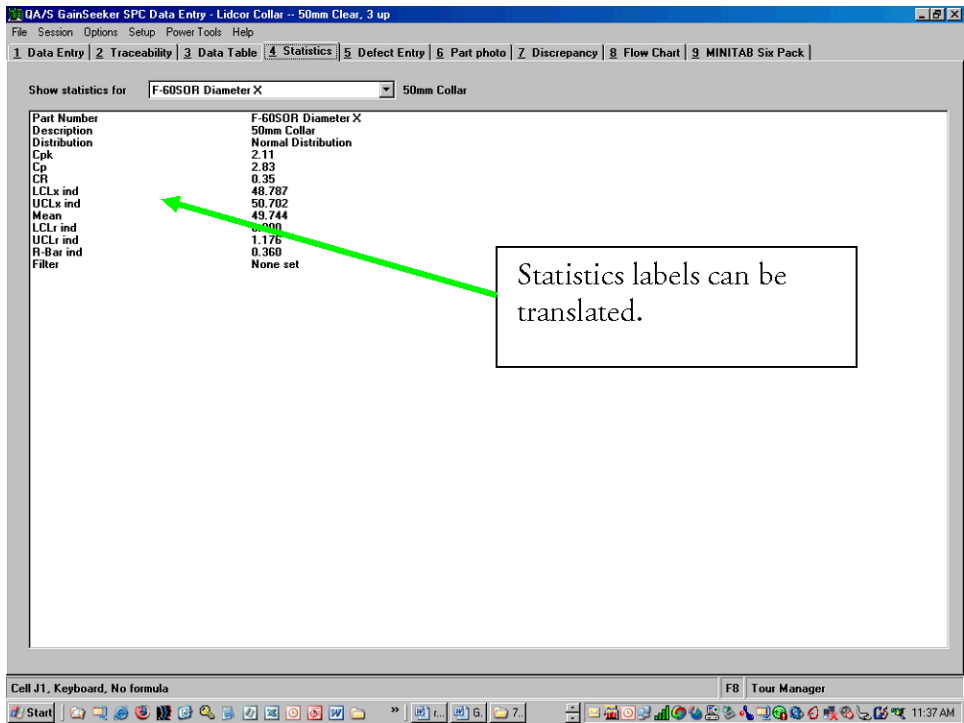 QA/S GainSeeker SPC Data Entry - Lidcor Collar -- 50mm Clear, 3 up
File Session Options Setup Power Tools Help
1 Data Entry 2 Traceability 3 Data Table 4 Statistics 5 Defect Entry 6 Part photo 7 Discrepancy 8 Flow Chart 9 MINITAB Six Pack
Show statistics for F-60SOR Diameter X 50mm Collar
Part Number F-60SOR Diameter X
Description 50mm Collar
Distribution Normal Distribution
Cpk 2.11
Cp 2.83
CR 0.35
LCLx ind 48.787
UCLx ind 50.702
Mean 49.744
LCLr ind
UCLr ind 1.176
R-Bar ind 0.360
Filter None set
Statistics labels can be
translated.
Cell J1, Keyboard, No formula F8 Tour Manager
Start » r... G. 7.. 11:37 AM